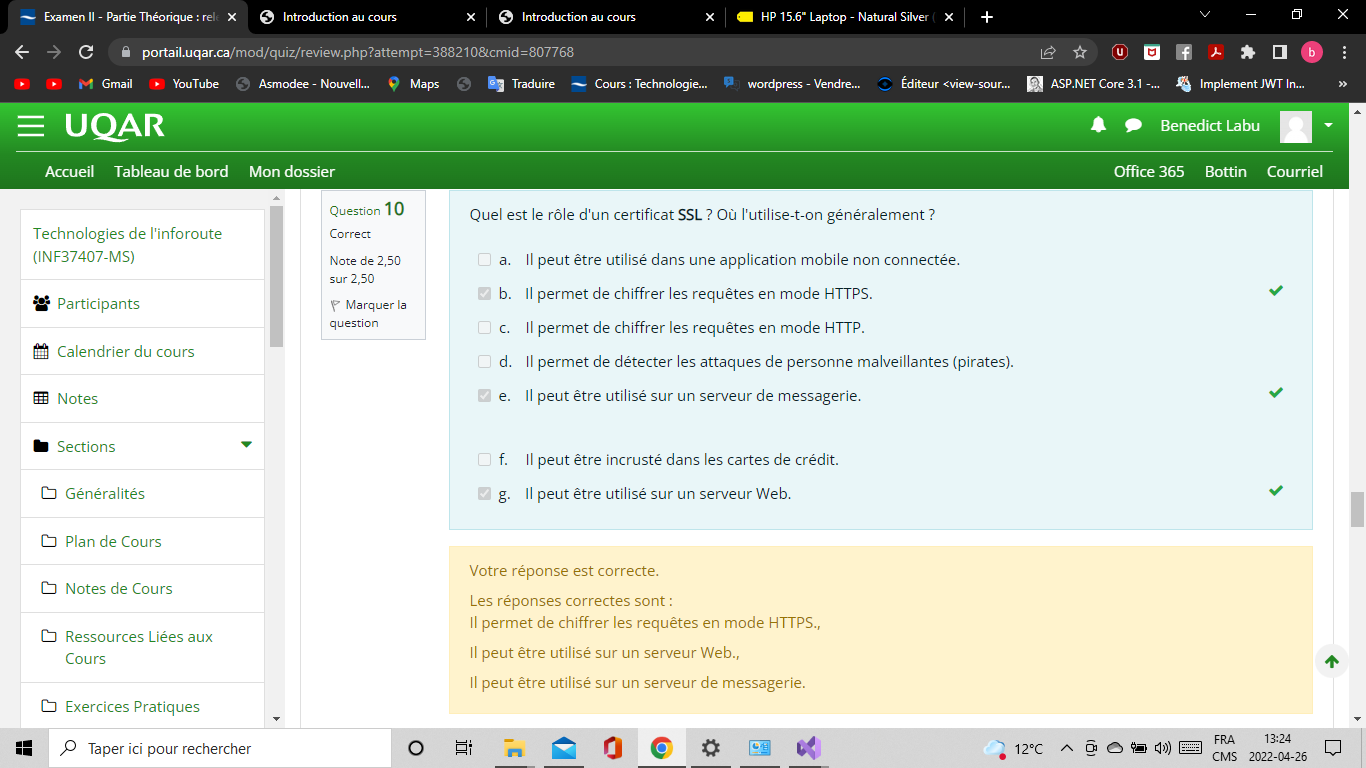 Examen II - Partie Théorique : rel
Introduction au cours
Introduction au cours
HP 15.6" Laptop - Natural Silver (
portail.uqar.ca/mod/quiz/review.php?attempt=388210&cmid=807768
b
Gmail
YouTube
Asmodee - Nouvell...
Maps
Traduire
Cours : Technologie...
wordpress - Vendre...
Éditeur <view-sour...
ASP.NET Core 3.1 -...
Implement JWT In...
»
UQAR
Benedict Labu
Accueil Tableau de bord Mon dossier
Office 365 Bottin Courriel
Technologies de l'inforoute
(INF37407-MS)
Participants
Calendrier du cours
Notes
Sections
Généralités
Plan de Cours
Notes de Cours
Ressources Liées aux
Cours
Exercices Pratiques
Question 10
Correct
Note de 2,50
sur 2,50
Marquer la
question
Quel est le rôle d'un certificat SSL ? Où l'utilise-t-on généralement ?
a. Il peut être utilisé dans une application mobile non connectée.
b. Il permet de chiffrer les requêtes en mode HTTPS.
c. Il permet de chiffrer les requêtes en mode HTTP.
d. Il permet de détecter les attaques de personne malveillantes (pirates).
e. Il peut être utilisé sur un serveur de messagerie.
f. Il peut être incrusté dans les cartes de crédit.
g. Il peut être utilisé sur un serveur Web.
Votre réponse est correcte.
Les réponses correctes sont :
Il permet de chiffrer les requêtes en mode HTTPS.,
Il peut être utilisé sur un serveur Web.,
Il peut être utilisé sur un serveur de messagerie.
Taper ici pour rechercher
12°C
FRA
CMS
13:24
2022-04-26